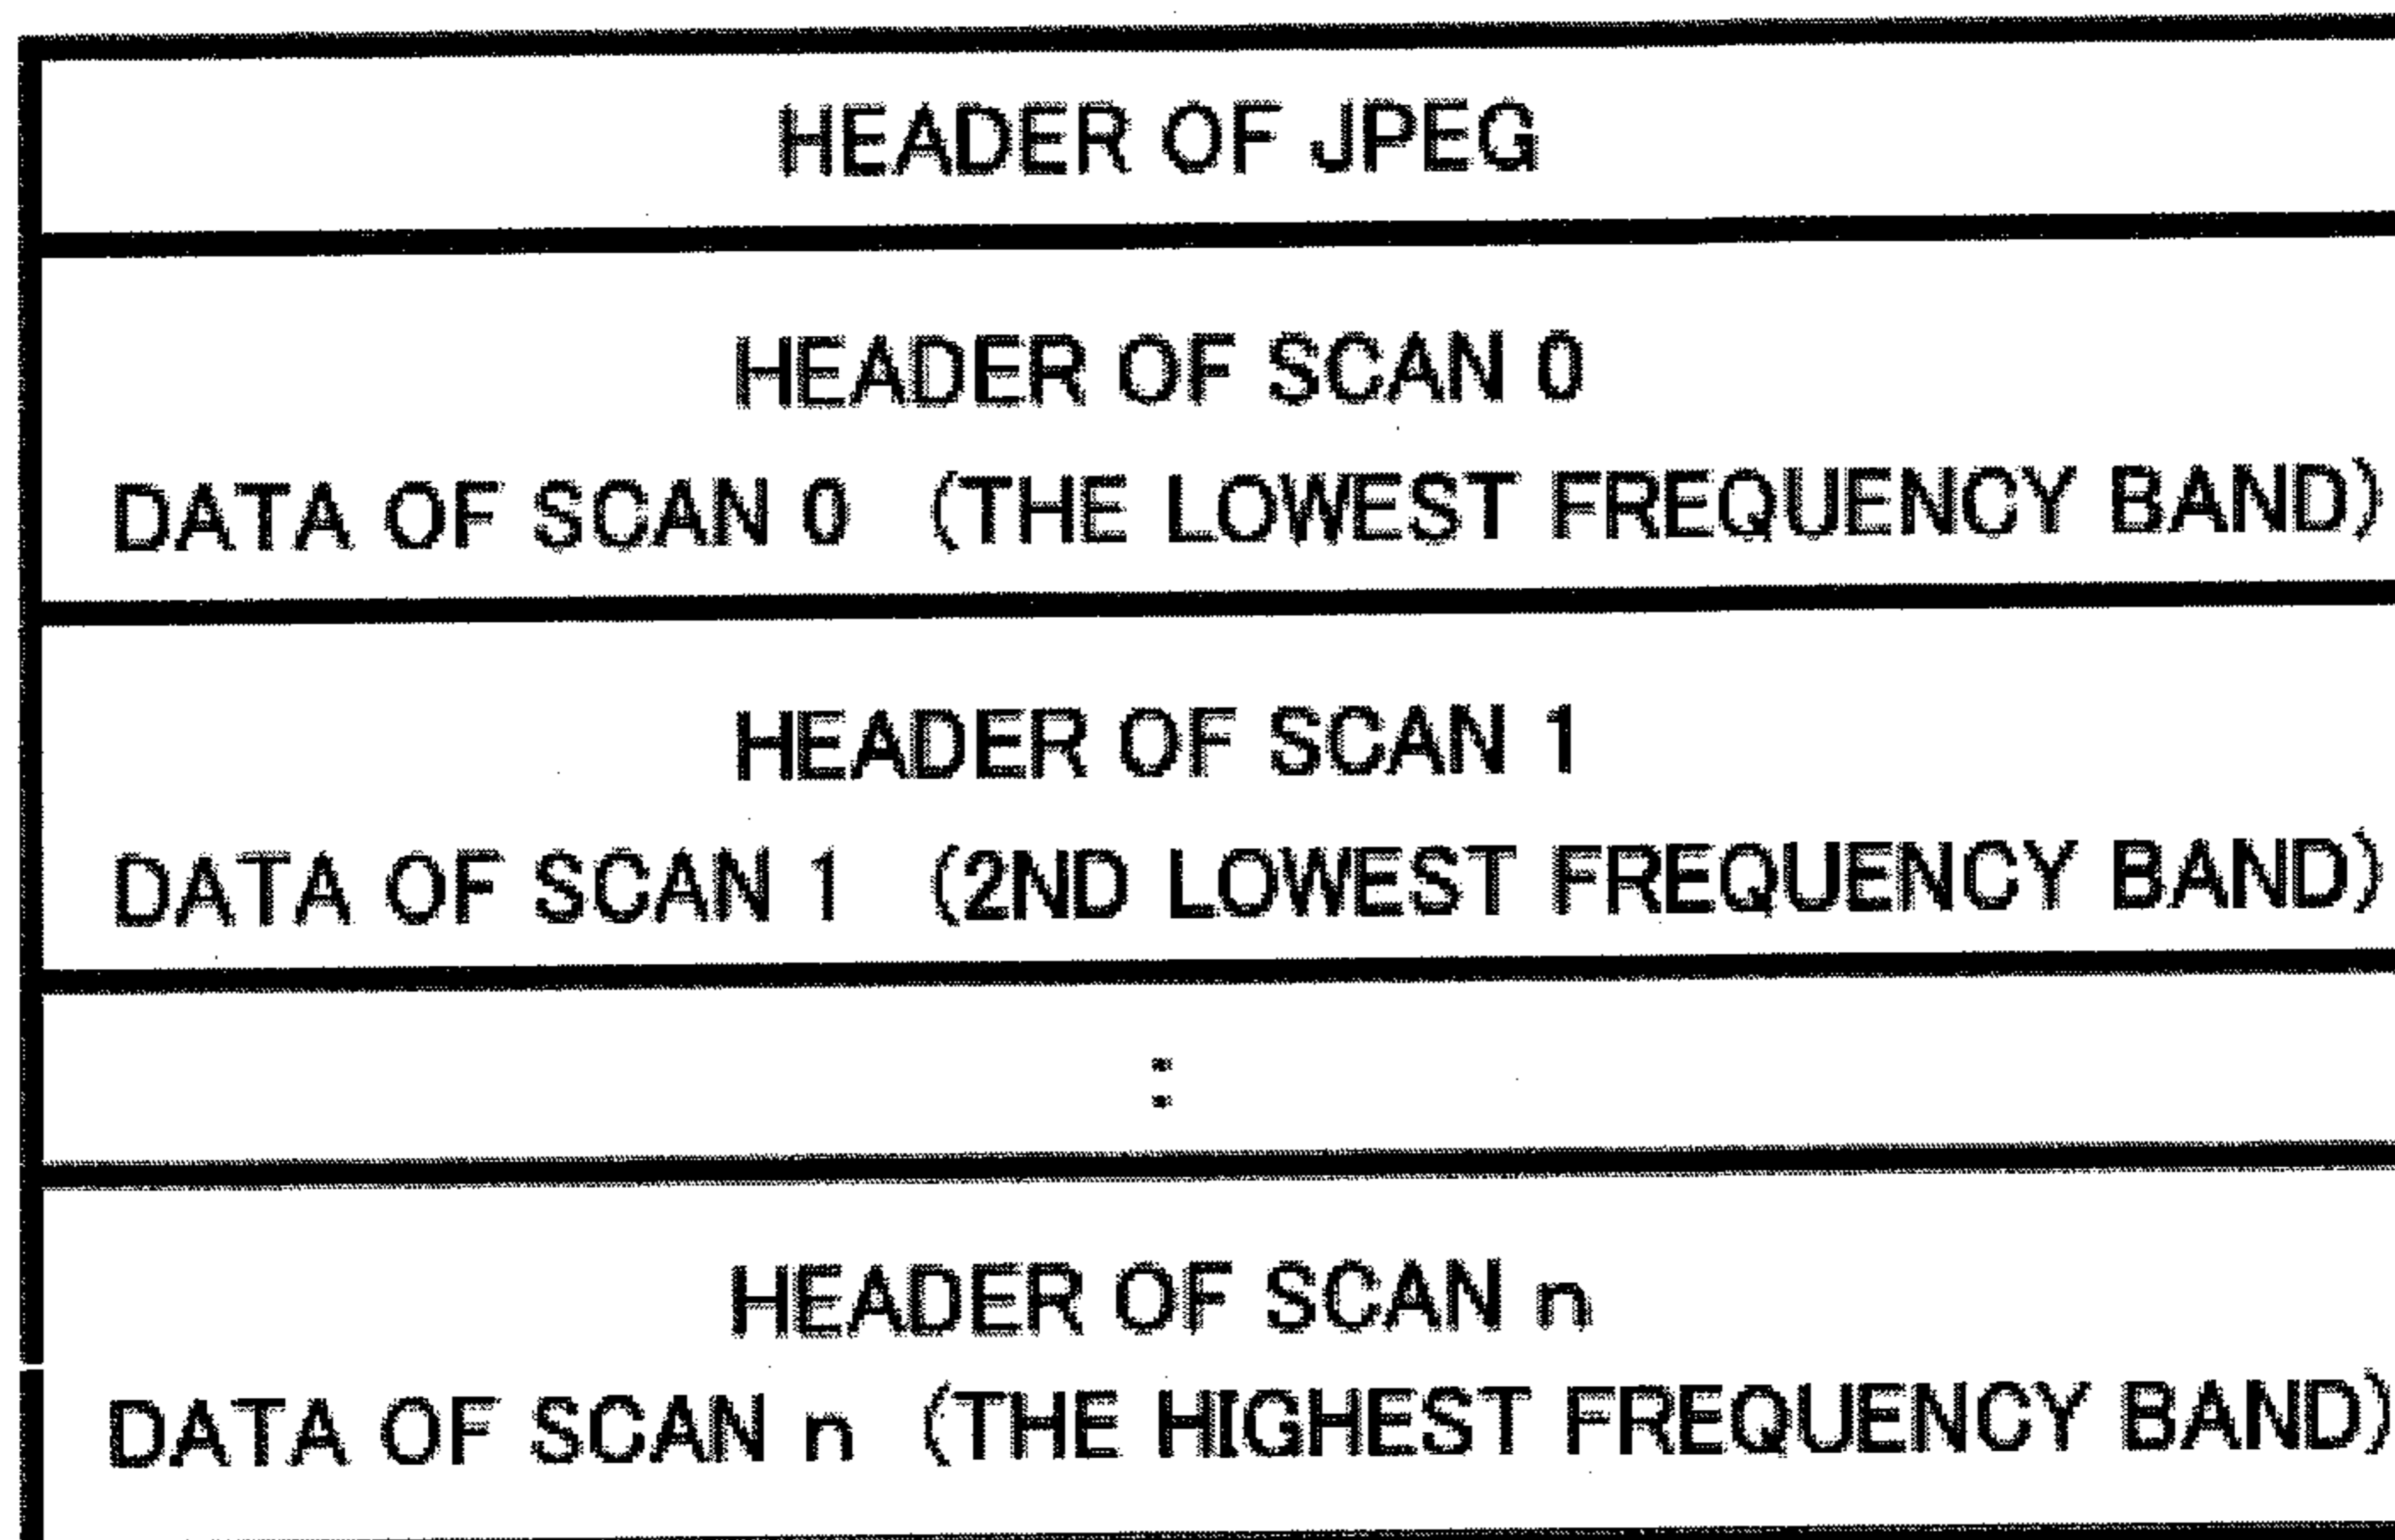 HEADER OF JPEG
HEADER OF SCAN 0
DATA OF SCAN 0 (THE LOWEST FREQUENCY BAND)
HEADER OF SCAN 1
DATA OF SCAN 1 (2ND LOWEST FREQUENCY BAND)
:
HEADER OF SCAN n
DATA OF SCAN n (THE HIGHEST FREQUENCY BAND)